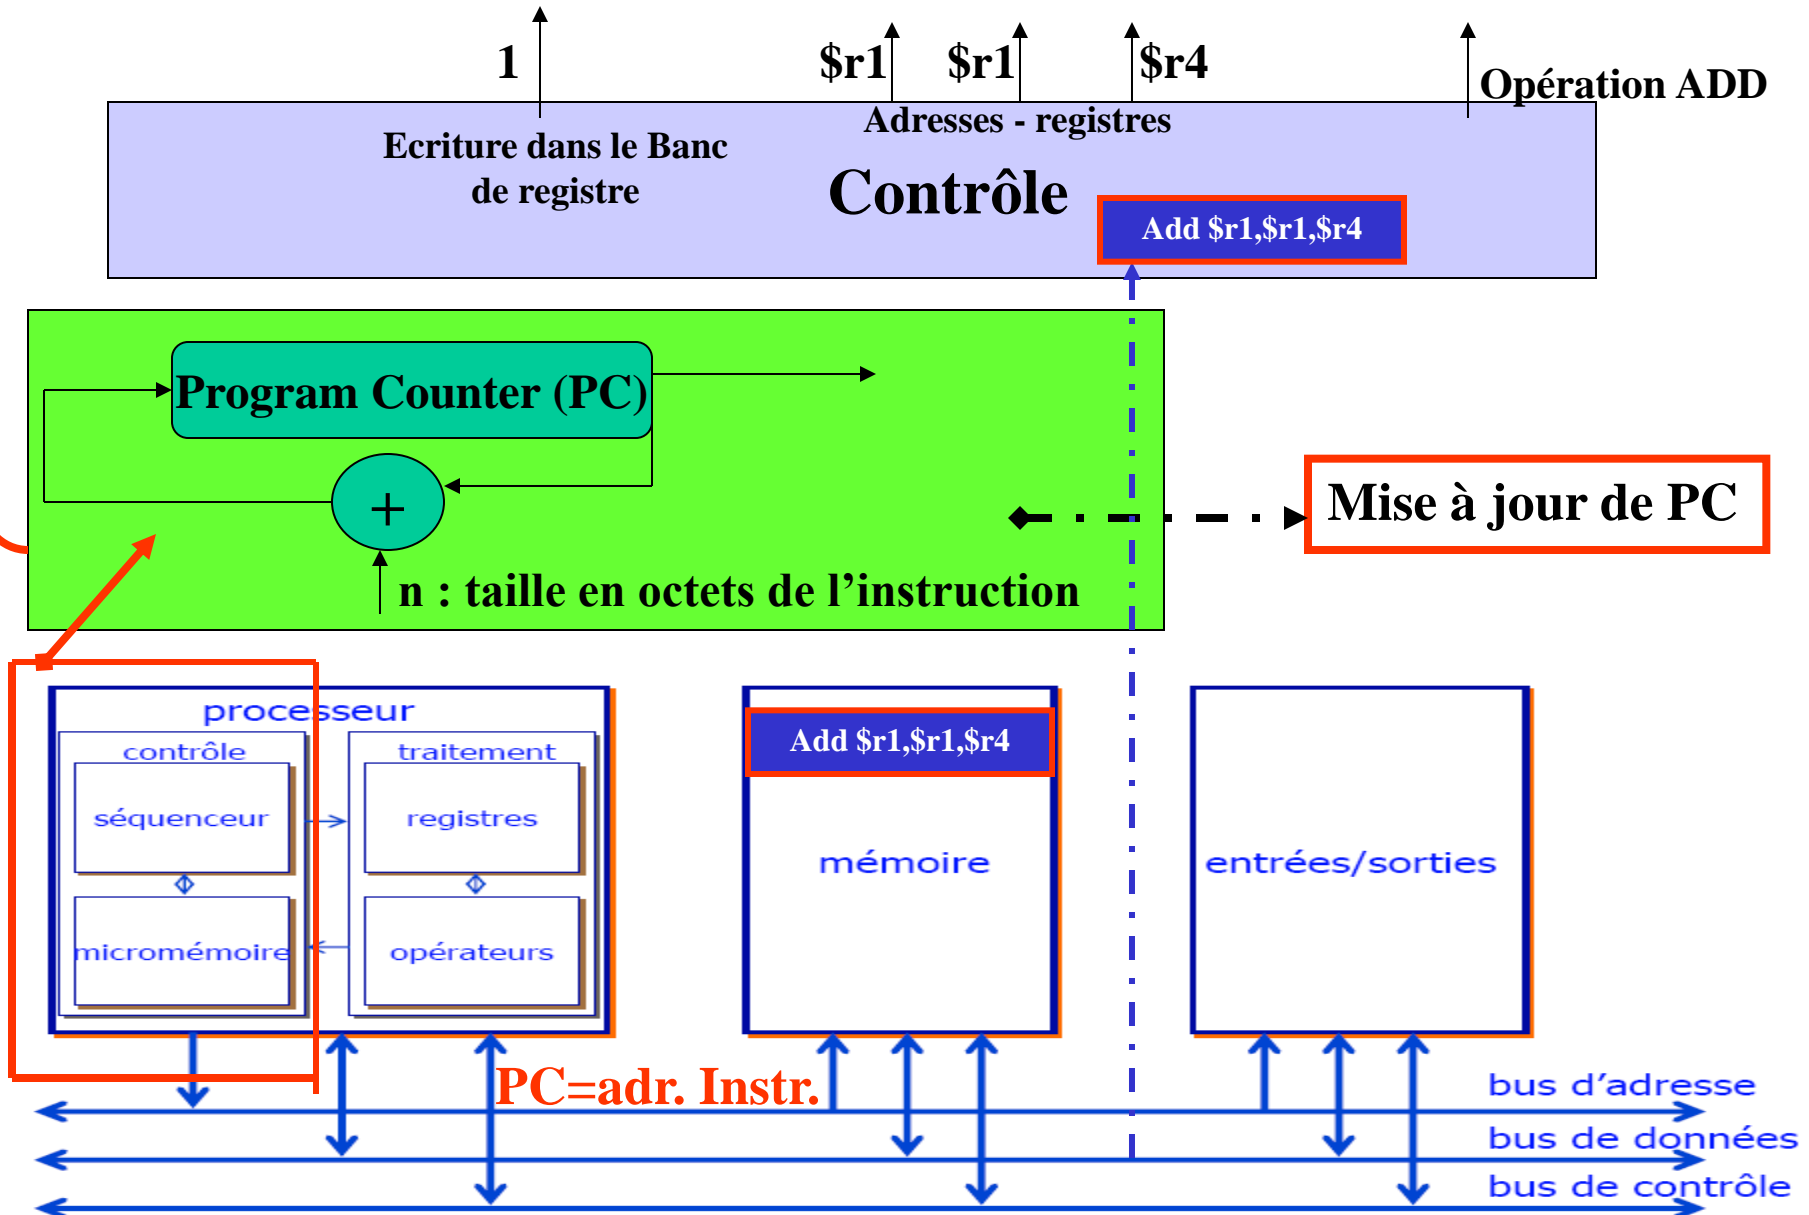 1
$r1
$r1
$r4
Opération ADD
Adresses - registres
Ecriture dans le Banc
de registre
Contrôle
Add $r1,$r1,$r4
Program Counter (PC)
+
n : taille en octets de l’instruction
Mise à jour de PC
processeur
contrôle
traitement
séquenceur
registres
micromémoire
opérateurs
Add $r1,$r1,$r4
mémoire
entrées/sorties
PC=adr. Instr.
bus d’adresse
bus de données
bus de contrôle